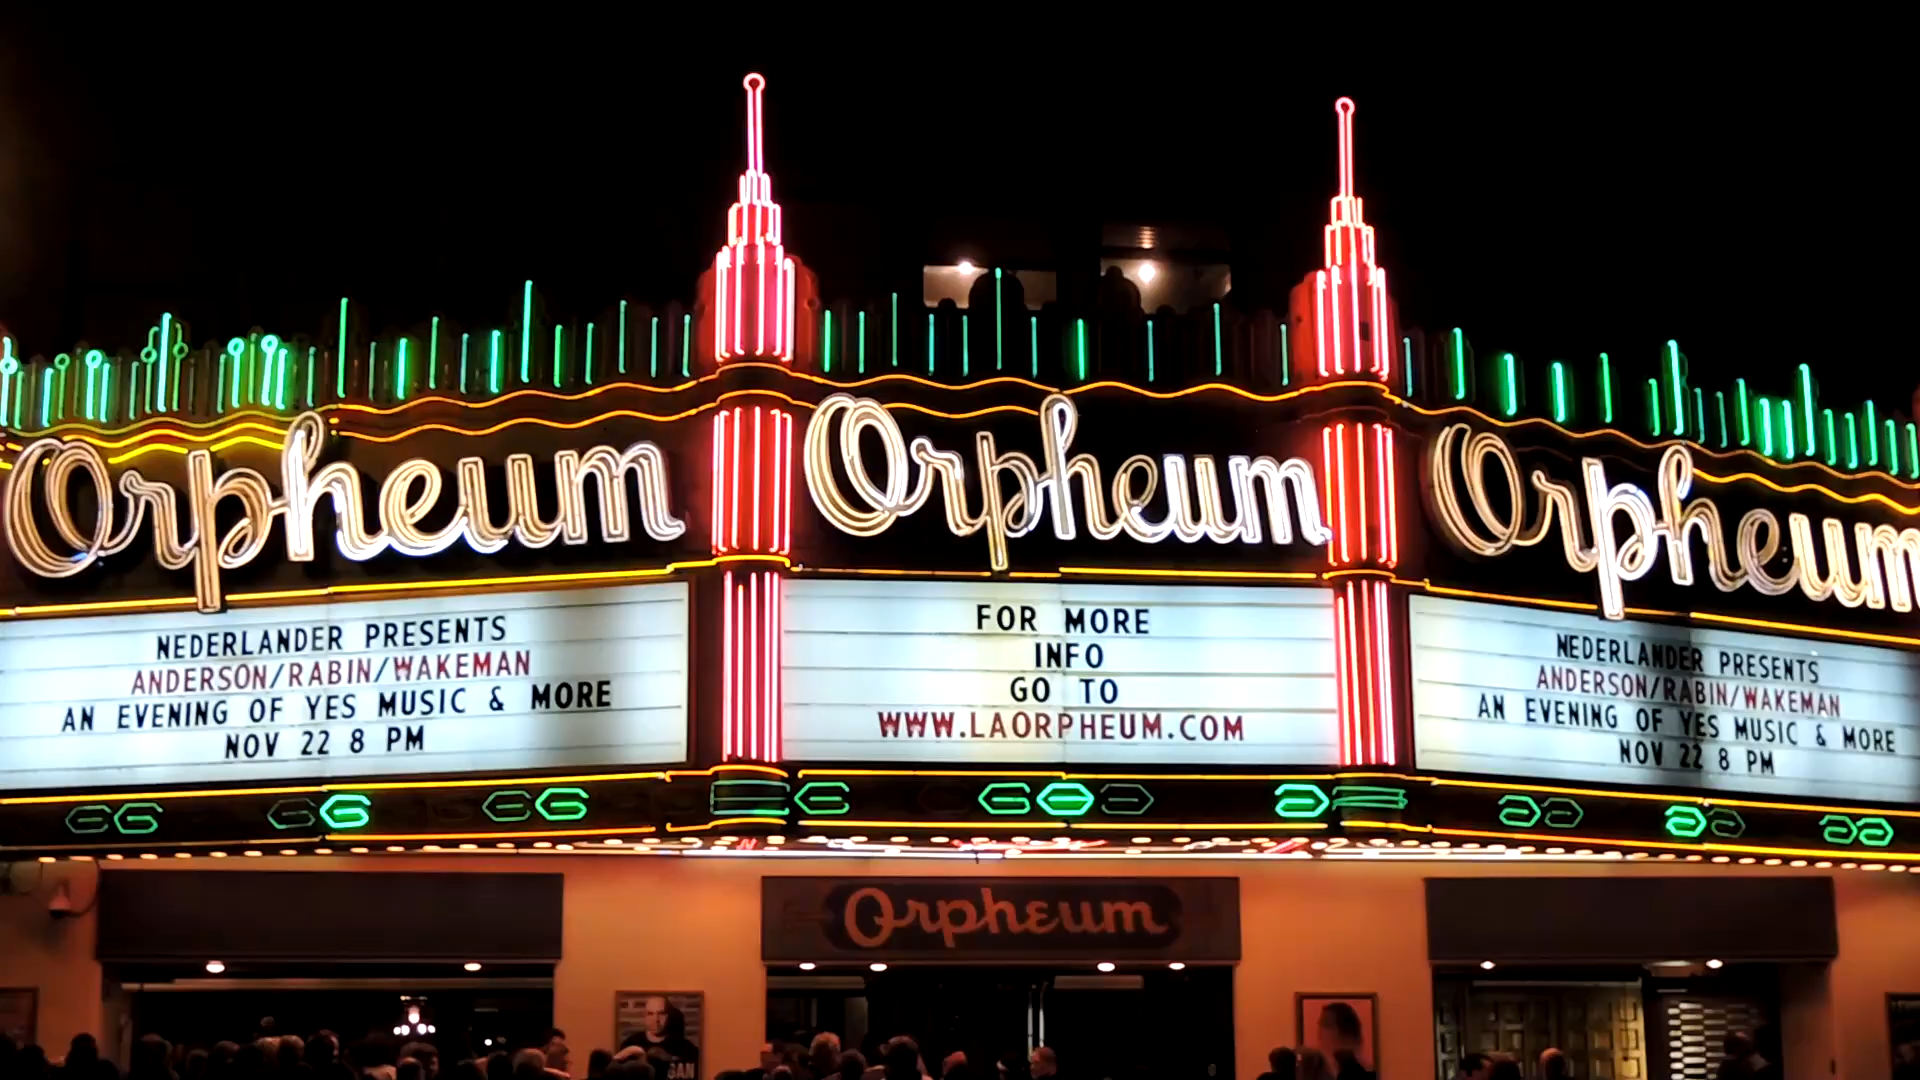 Orpheum
NEDERLANDER PRESENTS
ANDERSON/RABIN/WAKEMAN
AN EVENING OF YES MUSIC & MORE
NOV 22 8 PM
Orpheum
FOR MORE
INFO
GO TO
WWW.LAORPHEUM.COM
Orpheum
NEDERLANDER PRESENTS
ANDERSON/RABIN/WAKEMAN
AN EVENING OF YES MUSIC & MORE
NOV 22 8 PM
Orpheum